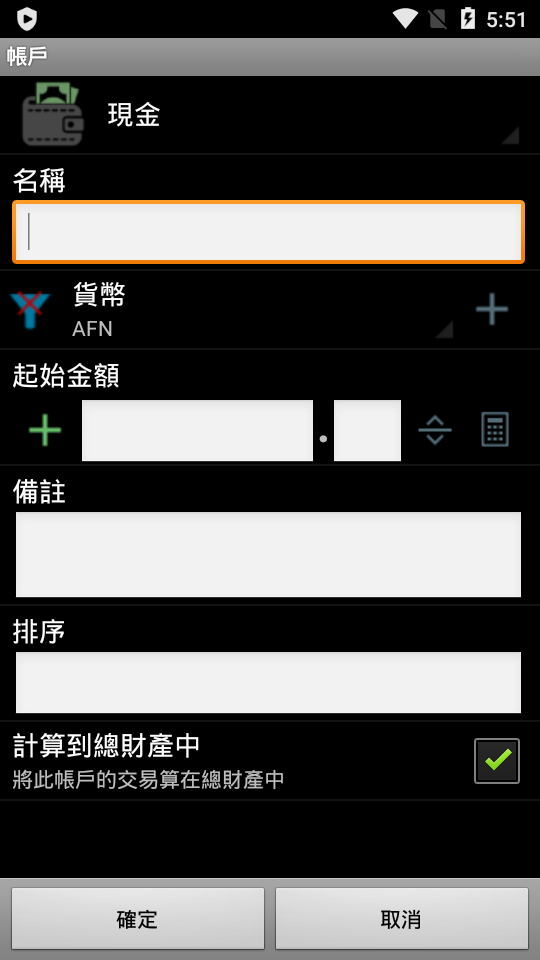 5:51
帳戶
現金
名稱
貨幣
AFN
起始金額
.
備註
排序
計算到總財產中
將此帳戶的交易算在總財產中
確定
取消